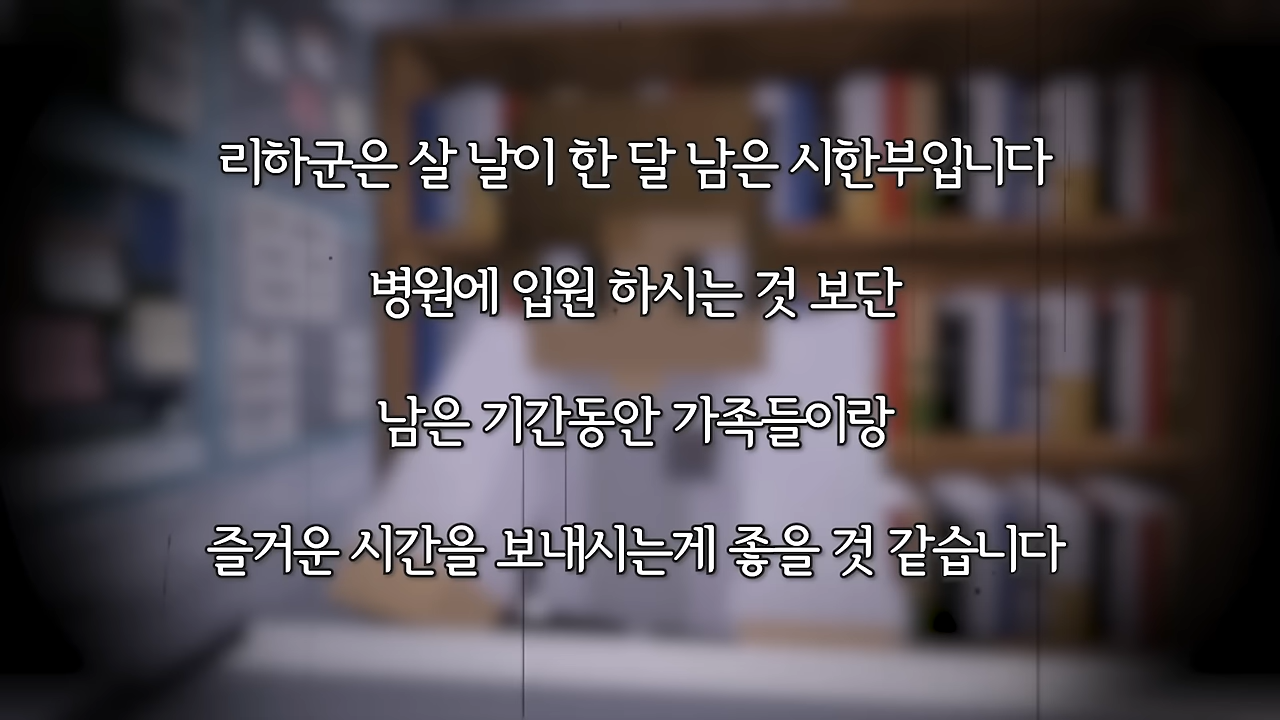 리하군은 살 날이 한 달 남은 시한부입니다
병원에 입원 하시는 것 보단
남은 기간동안 가족들이랑
즐거운 시간을 보내시는게 좋을 것 같습니다